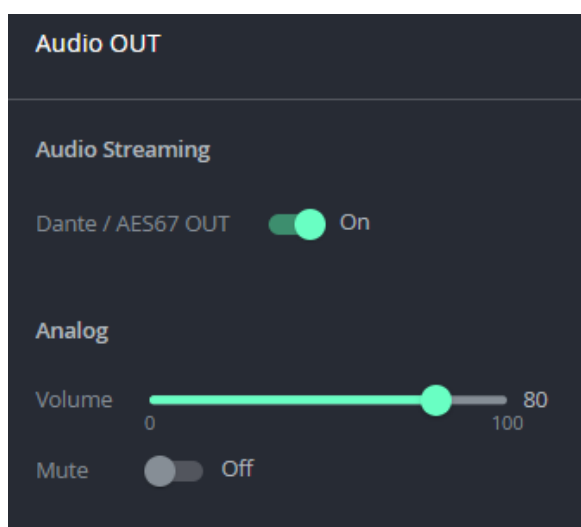 Audio OUT
Audio Streaming
Dante / AES67 OUT On
Analog
Volume 80
0 100
Mute Off